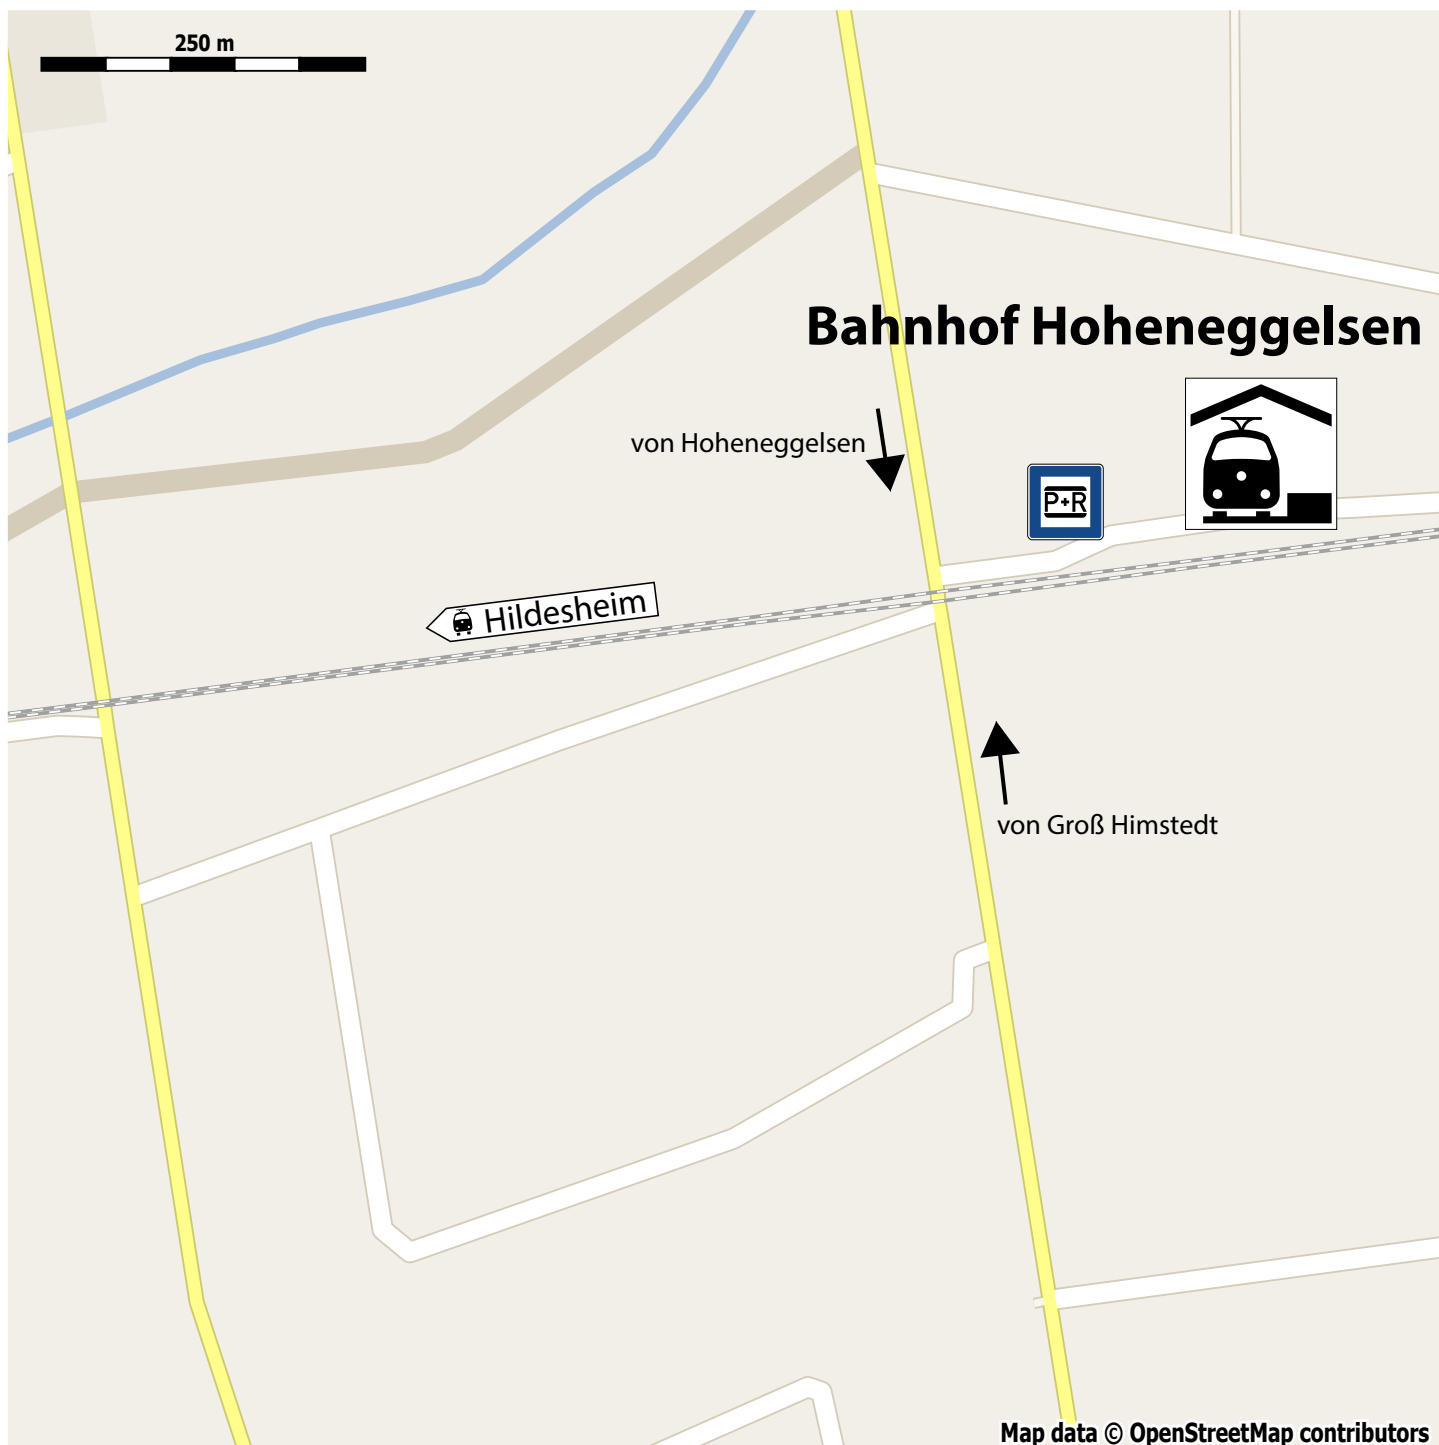 250 m
Bahnhof Hoheneggelsen
von Hoheneggelsen
P+R
Hildesheim
von Groß Himstedt
Map data © OpenStreetMap contributors